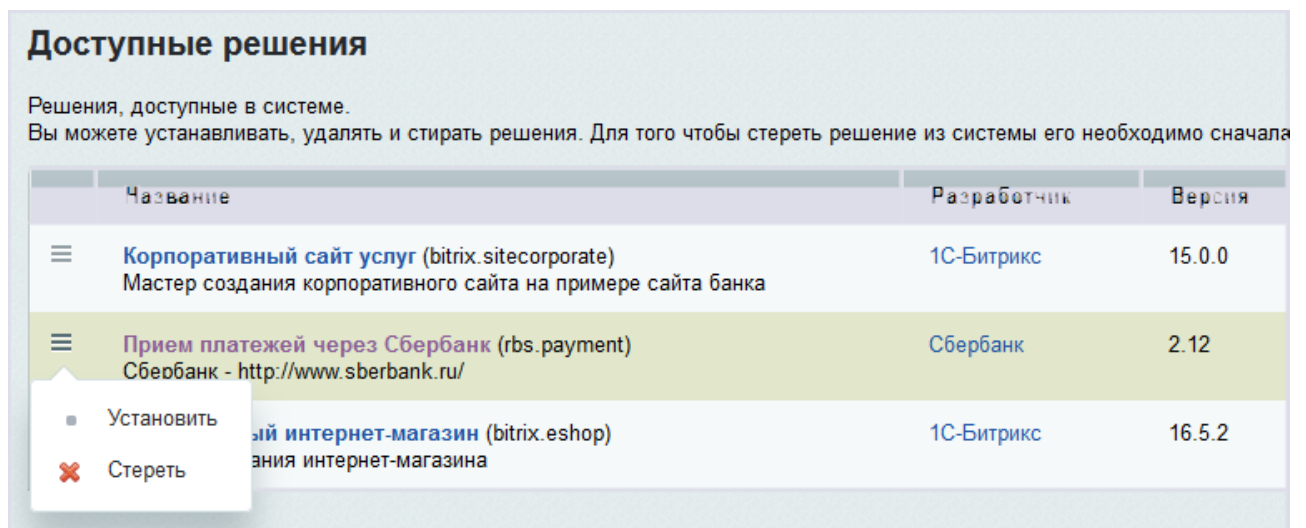 Доступные решения
Решения, доступные в системе.
Вы можете устанавливать, удалять и стирать решения. Для того чтобы стереть решение из системы его необходимо сначала
Название Разработчик Версия
Корпоративный сайт услуг (bitrix.sitecorporate) 1С-Битрикс 15.0.0
Мастер создания корпоративного сайта на примере сайта банка
Прием платежей через Сбербанк (rbs.payment) Сбербанк 2.12
Сбербанк - http://www.sberbank.ru/
Установить
ый интернет-магазин (bitrix.eshop) 1С-Битрикс 16.5.2
ания интернет-магазина
Стереть